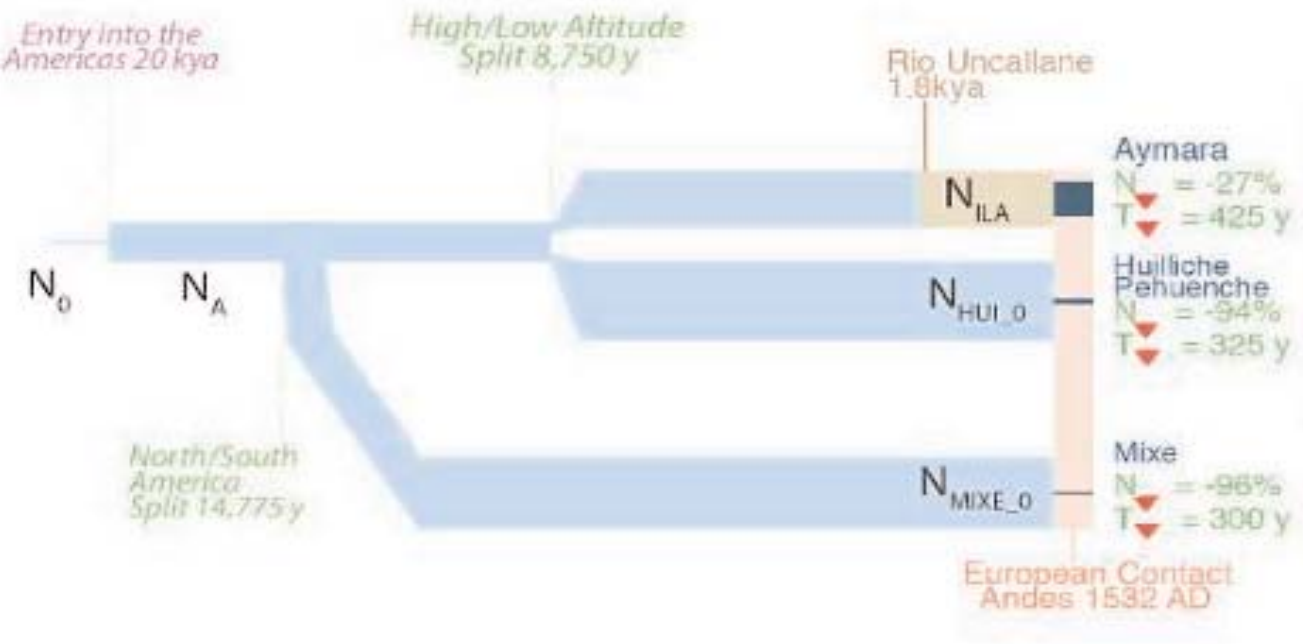 Entry into the
Americas 20 kya
High/Low Altitude
Split 8,750 y
Rio Uncallane
1.8kya
Aymara
N = -27%
T = 425 y
Huilliche
Pehuenche
N = -94%
T = 325 y
Mixe
N = -96%
T = 300 y
N0
NA
NILA
NHUI_0
NMIXE_0
North/South
America
Split 14,775 y
European Contact
Andes 1532 AD